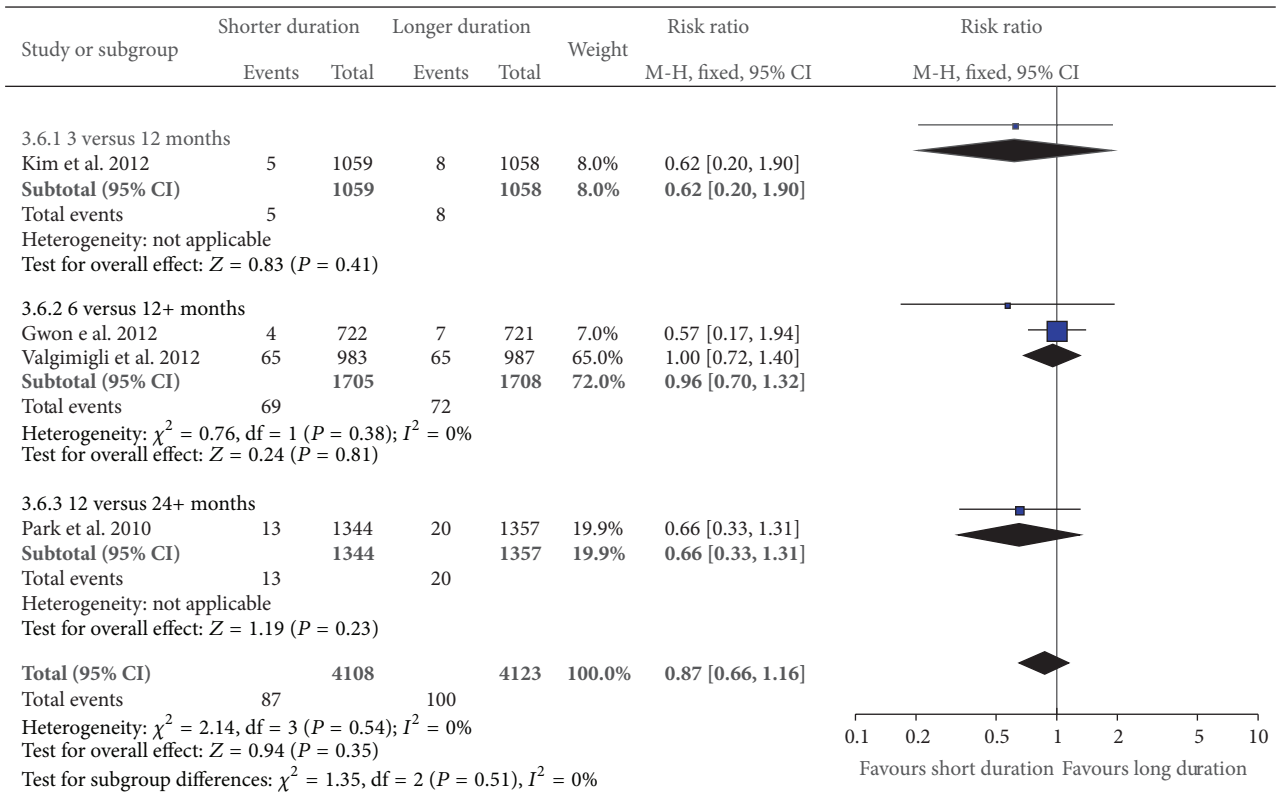 Study or subgroup Shorter duration Longer duration Weight Risk ratio Risk ratio
Events Total Events Total M-H, fixed, 95% CI M-H, fixed, 95% CI
3.6.1 3 versus 12 months
Kim et al. 2012 5 1059 8 1058 8.0% 0.62 [0.20, 1.90]
Subtotal (95% CI) 1059 1058 8.0% 0.62 [0.20, 1.90]
Total events 5 8
Heterogeneity: not applicable
Test for overall effect: Z = 0.83 (P = 0.41)
3.6.2 6 versus 12+ months
Gwon e al. 2012 4 722 7 721 7.0% 0.57 [0.17, 1.94]
Valgimigli et al. 2012 65 983 65 987 65.0% 1.00 [0.72, 1.40]
Subtotal (95% CI) 1705 1708 72.0% 0.96 [0.70, 1.32]
Total events 69 72
Heterogeneity: χ² = 0.76, df = 1 (P = 0.38); I² = 0%
Test for overall effect: Z = 0.24 (P = 0.81)
3.6.3 12 versus 24+ months
Park et al. 2010 13 1344 20 1357 19.9% 0.66 [0.33, 1.31]
Subtotal (95% CI) 1344 1357 19.9% 0.66 [0.33, 1.31]
Total events 13 20
Heterogeneity: not applicable
Test for overall effect: Z = 1.19 (P = 0.23)
Total (95% CI) 4108 4123 100.0% 0.87 [0.66, 1.16]
Total events 87 100
Heterogeneity: χ² = 2.14, df = 3 (P = 0.54); I² = 0%
Test for overall effect: Z = 0.94 (P = 0.35)
Test for subgroup differences: χ² = 1.35, df = 2 (P = 0.51), I² = 0%
0.1 0.2 0.5 1 2 5 10
Favours short duration Favours long duration